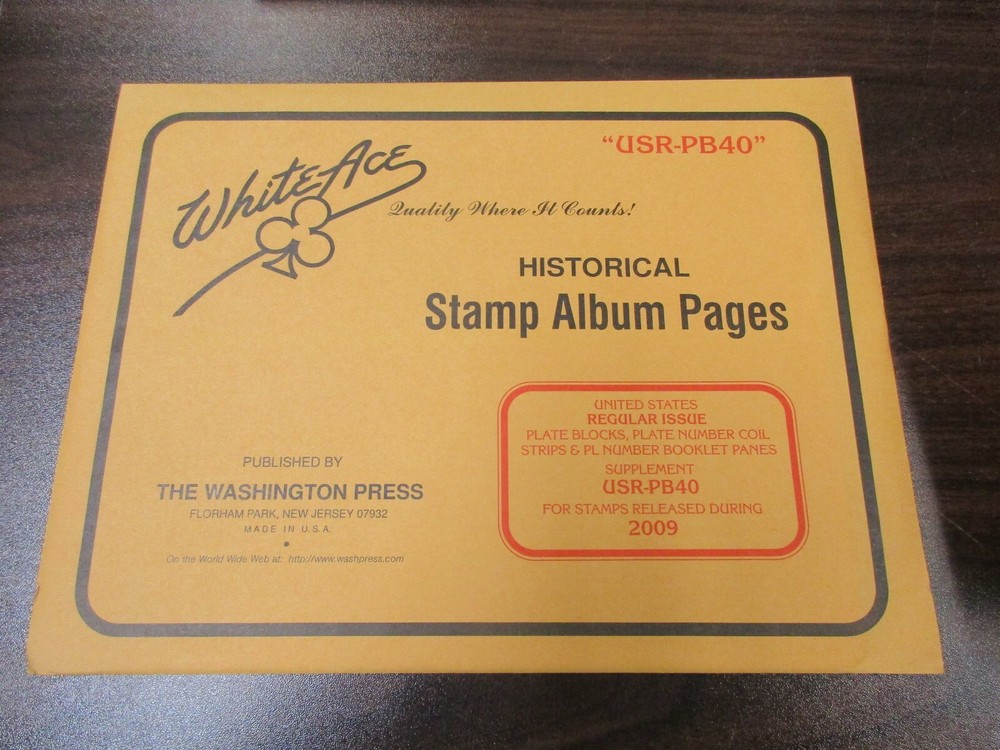 "USR-PB40"
White Ace
Quality Where It Counts!
HISTORICAL
Stamp Album Pages
UNITED STATES
REGULAR ISSUE
PLATE BLOCKS, PLATE NUMBER COIL
STRIPS & PL NUMBER BOOKLET PANES
SUPPLEMENT
USR-PB40
FOR STAMPS RELEASED DURING
2009
PUBLISHED BY
THE WASHINGTON PRESS
FLORHAM PARK, NEW JERSEY 07932
MADE IN U.S.A.
On the World Wide Web at: http://www.washpress.com